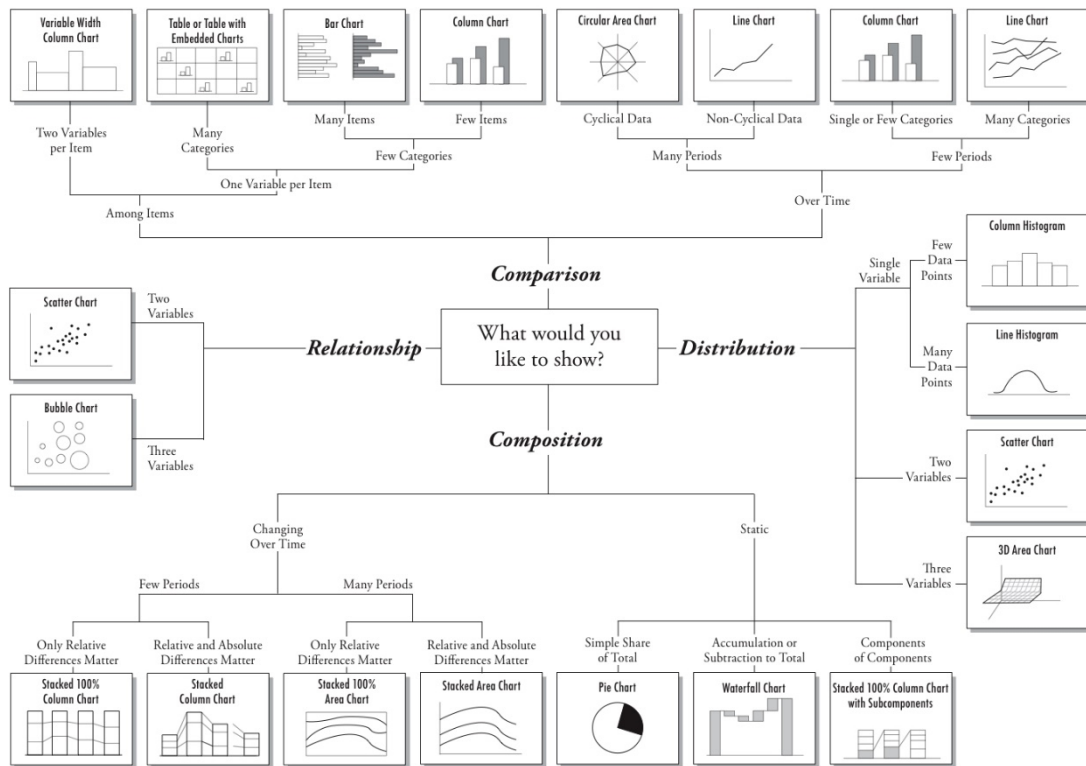 Variable Width
Column Chart
Table or Table with
Embedded Charts
Bar Chart
Column Chart
Circular Area Chart
Line Chart
Column Chart
Line Chart
Two Variables
per Item
Many
Categories
Many Items
Few Items
Cyclical Data
Non-Cyclical Data
Single or Few Categories
Many Categories
Few Categories
Many Periods
Few Periods
One Variable per Item
Among Items
Over Time
Comparison
What would you
like to show?
Relationship
Two
Variables
Scatter Chart
Bubble Chart
Three
Variables
Distribution
Single
Variable
Few
Data
Points
Column Histogram
Many
Data
Points
Line Histogram
Two
Variables
Scatter Chart
Three
Variables
3D Area Chart
Composition
Changing
Over Time
Static
Few Periods
Many Periods
Only Relative
Differences Matter
Relative and Absolute
Differences Matter
Only Relative
Differences Matter
Relative and Absolute
Differences Matter
Simple Share
of Total
Accumulation or
Subtraction to Total
Components
of Components
Stacked 100%
Column Chart
Stacked
Column Chart
Stacked 100%
Area Chart
Stacked Area Chart
Pie Chart
Waterfall Chart
Stacked 100% Column Chart
with Subcomponents